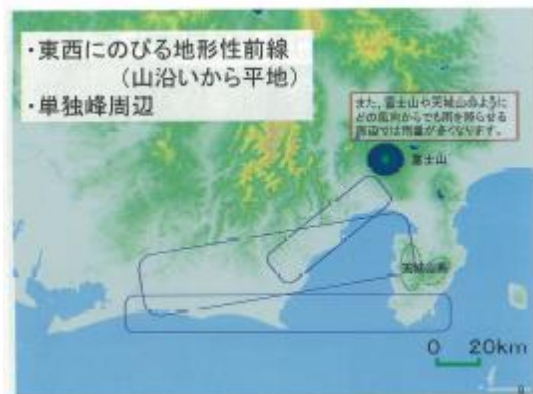 ・東西にのびる地形性前線
(山沿いから平地)
・単独峰周辺
また、富士山や天城山のように
どの風向からでも雨を降らせる
周辺では雨量が多くなります。
富士山
天城山系
0 20km